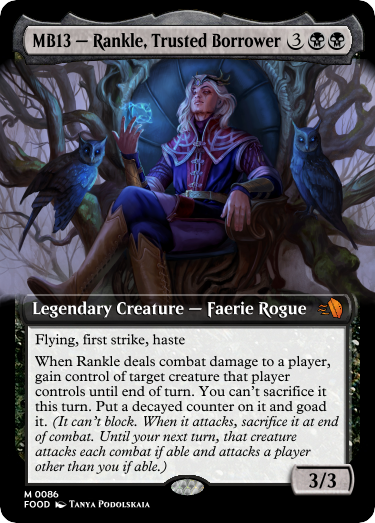 MB13 — Rankle, Trusted Borrower 3
Legendary Creature — Faerie Rogue
Flying, first strike, haste
When Rankle deals combat damage to a player,
gain control of target creature that player
controls until end of turn. You can't sacrifice it
this turn. Put a decayed counter on it and goad
it. (It can't block. When it attacks, sacrifice it at end
of combat. Until your next turn, that creature
attacks each combat if able and attacks a player
other than you if able.)
3/3
M 0086
FOOD Tanya Podolskaia